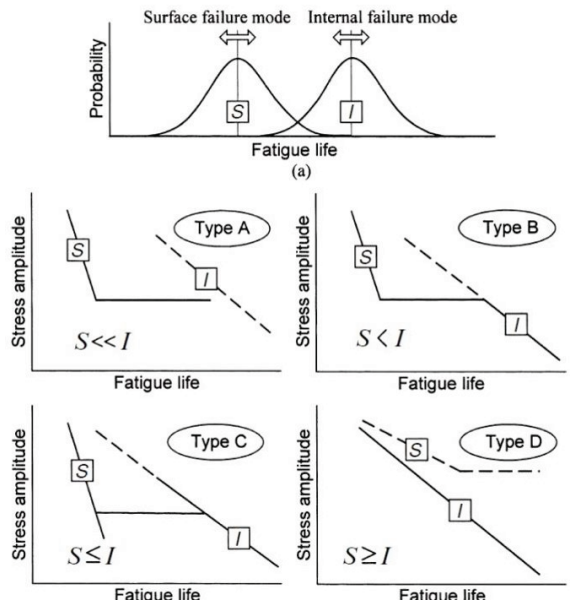 Surface failure mode Internal failure mode
Probability
S I
Fatigue life
(a)
Stress amplitude
S
Type A
I
S<<I
Fatigue life
Stress amplitude
S
Type B
I
S<I
Fatigue life
Stress amplitude
S
Type C
I
S≤I
Fatigue life
Stress amplitude
S
Type D
I
S≥I
Fatigue life